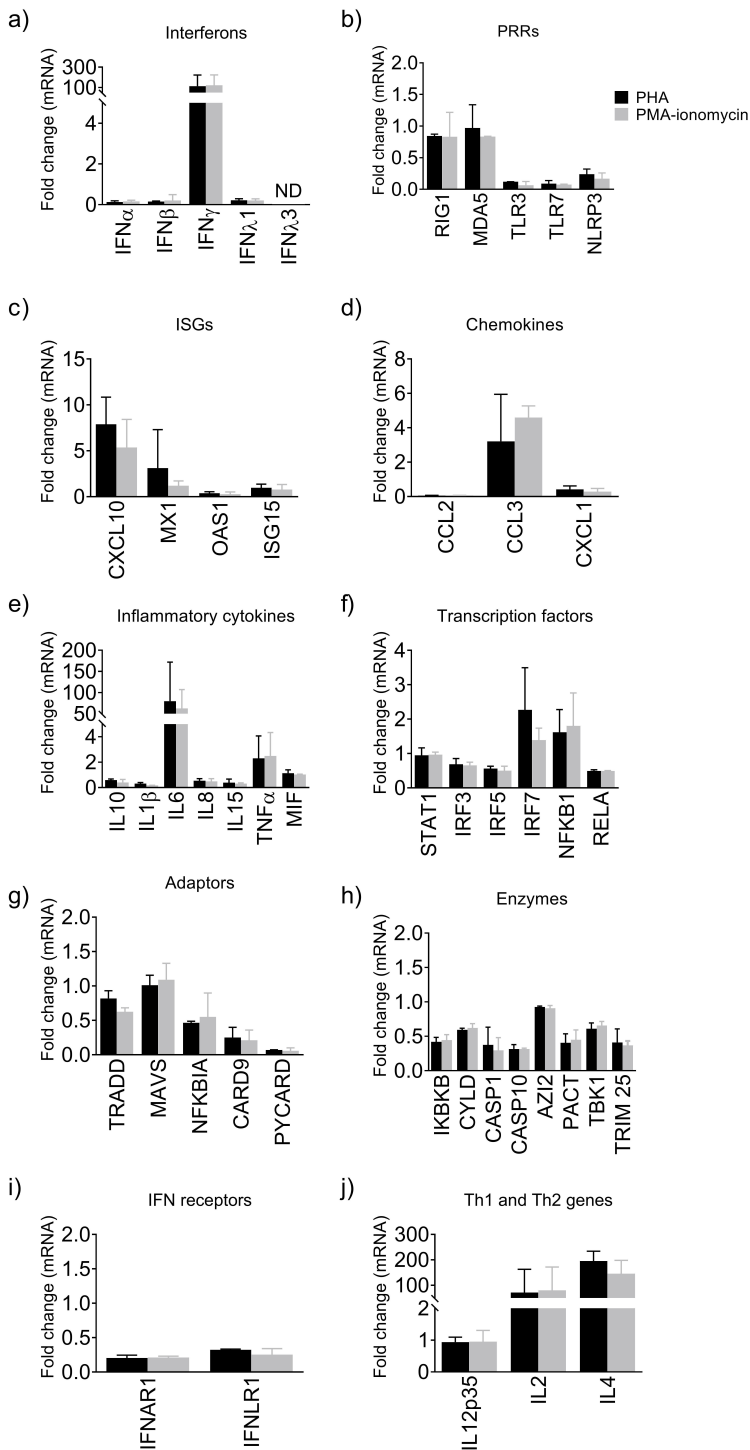 a)
Interferons
Fold change (mRNA)
300
100
4
2
0
ND
IFNα
IFNβ
IFNγ
IFNλ1
IFNλ3
b)
PRRs
Fold change (mRNA)
2.0
1.5
1.0
0.5
0.0
RIG1
MDA5
TLR3
TLR7
NLRP3
PHA
PMA-ionomycin
c)
ISGs
Fold change (mRNA)
15
10
5
0
CXCL10
MX1
OAS1
ISG15
d)
Chemokines
Fold change (mRNA)
8
6
4
2
0
CCL2
CCL3
CXCL1
e)
Inflammatory cytokines
Fold change (mRNA)
200
150
100
50
4
2
0
IL10
IL1β
IL6
IL8
IL15
TNFα
MIF
f)
Transcription factors
Fold change (mRNA)
4
3
2
1
0
STAT1
IRF3
IRF5
IRF7
NFKB1
RELA
g)
Adaptors
Fold change (mRNA)
2.0
1.5
1.0
0.5
0.0
TRADD
MAVS
NFKBIA
CARD9
PYCARD
h)
Enzymes
Fold change (mRNA)
2.0
1.5
1.0
0.5
0.0
IKBKB
CYLD
CASP1
CASP10
AZI2
PACT
TBK1
TRIM 25
i)
IFN receptors
Fold change (mRNA)
2.0
1.5
1.0
0.5
0.0
IFNAR1
IFNLR1
j)
Th1 and Th2 genes
Fold change (mRNA)
300
200
100
2
1
0
IL12p35
IL2
IL4